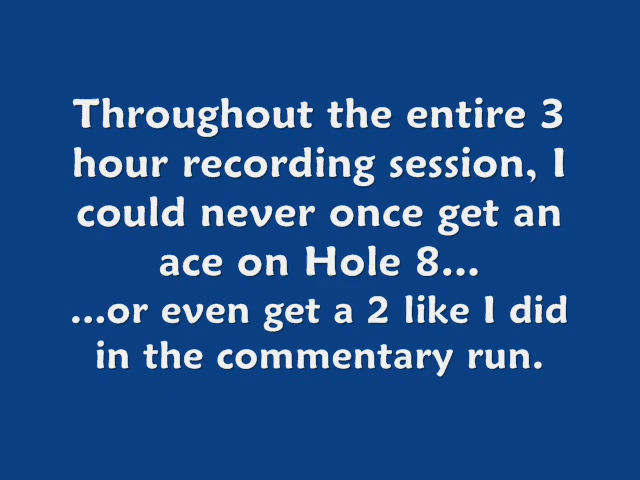 Throughout the entire 3
hour recording session, I
could never once get an
ace on Hole 8...
...or even get a 2 like I did
in the commentary run.